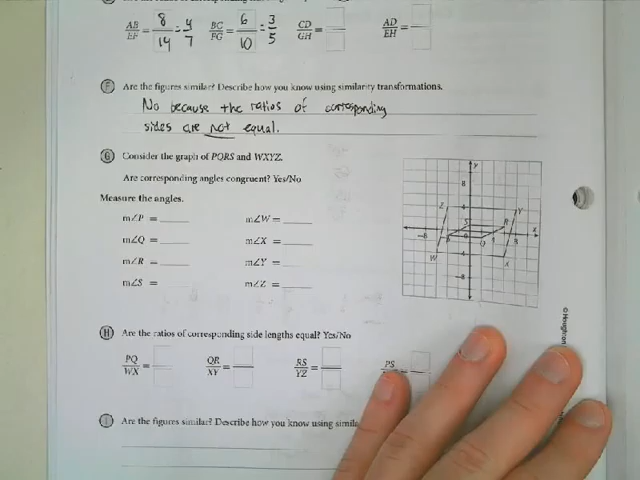 AB/EF = 8/14 = 4/7 BC/FG = 6/10 = 3/5 CD/GH = AD/EH =
F Are the figures similar? Describe how you know using similarity transformations.
No because the ratios of corresponding
sides are not equal.
G Consider the graph of PQRS and WXYZ.
Are corresponding angles congruent? Yes/No
Measure the angles.
m∠P = m∠W =
m∠Q = m∠X =
m∠R = m∠Y =
m∠S = m∠Z =
H Are the ratios of corresponding side lengths equal? Yes/No
PQ/WX = QR/XY = RS/YZ = PS
I Are the figures similar? Describe how you know using
© Houghton